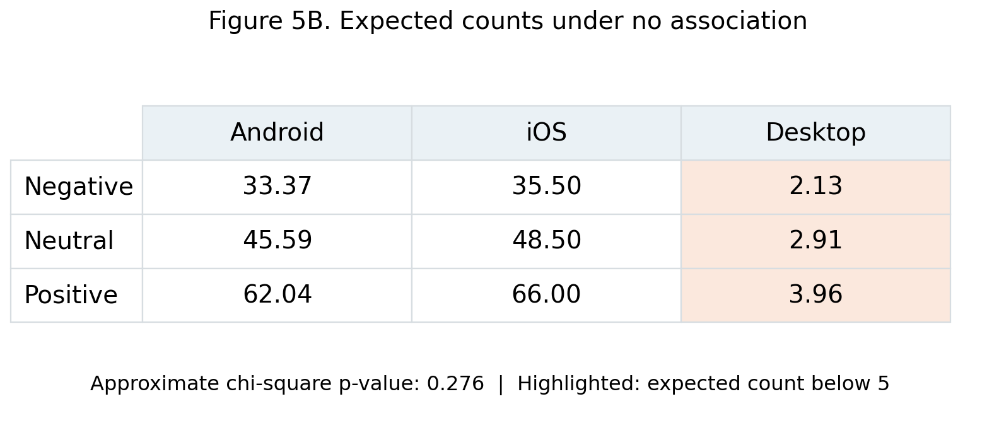 Figure 5B. Expected counts under no association
Android iOS Desktop
Negative 33.37 35.50 2.13
Neutral 45.59 48.50 2.91
Positive 62.04 66.00 3.96
Approximate chi-square p-value: 0.276 | Highlighted: expected count below 5